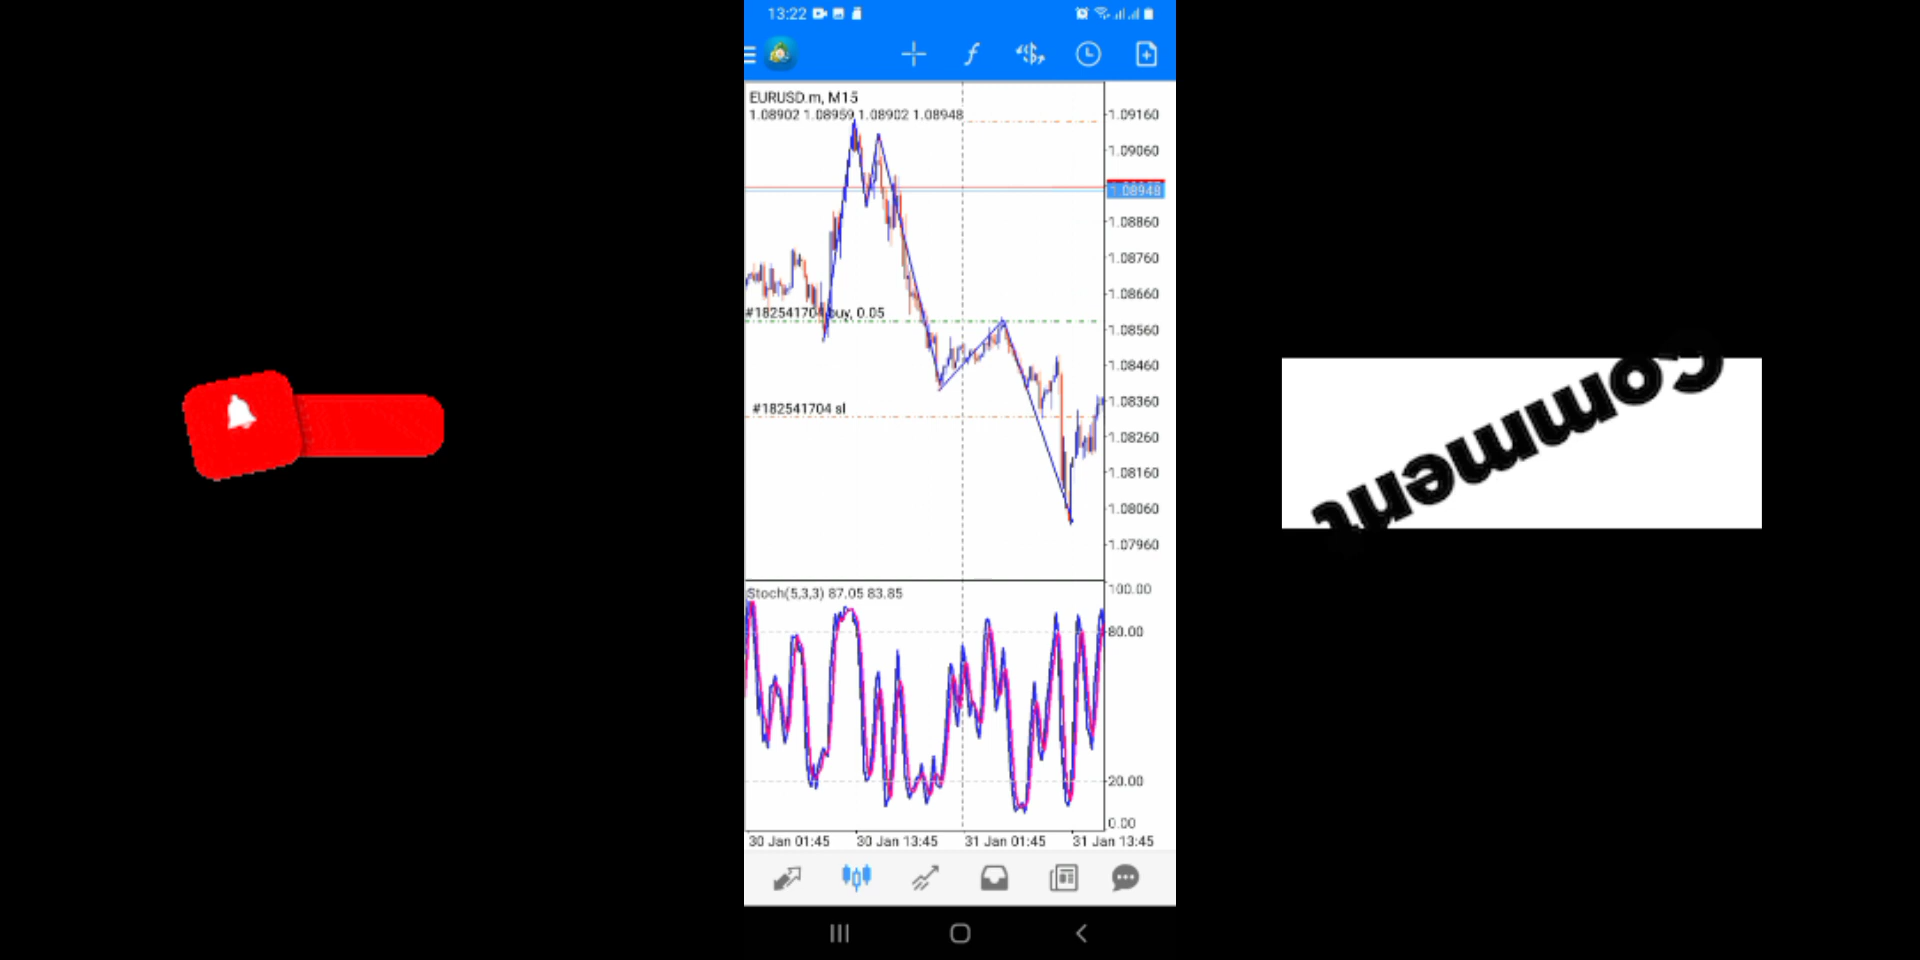 13:22
EURUSD.m, M15
1.08902 1.08959 1.08902 1.08948
1.09160
1.09060
1.08948
1.08860
1.08760
1.08660
#182541704 buy, 0.05
1.08560
1.08460
#182541704 sl
1.08360
1.08260
1.08160
1.08060
1.07960
Stoch(5,3,3) 87.05 83.85
100.00
80.00
20.00
0.00
30 Jan 01:45
30 Jan 13:45
31 Jan 01:45
31 Jan 13:45
Comment